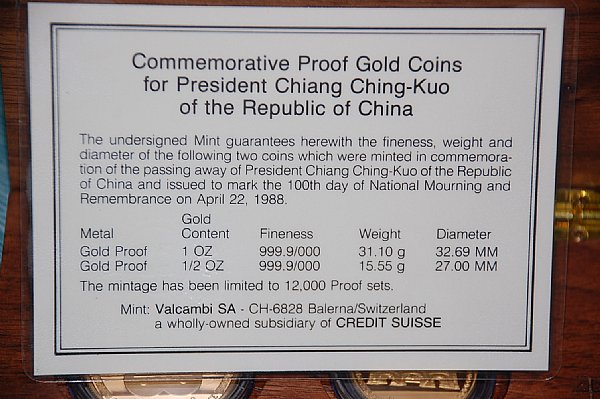 Commemorative Proof Gold Coins
for President Chiang Ching-Kuo
of the Republic of China
The undersigned Mint guarantees herewith the fineness, weight and
diameter of the following two coins which were minted in commemora-
tion of the passing away of President Chiang Ching-Kuo of the Republic
of China and issued to mark the 100th day of National Mourning and
Remembrance on April 22, 1988.
Gold
Metal Content Fineness Weight Diameter
Gold Proof 1 OZ 999.9/000 31.10 g 32.69 MM
Gold Proof 1/2 OZ 999.9/000 15.55 g 27.00 MM
The mintage has been limited to 12,000 Proof sets.
Mint: Valcambi SA - CH-6828 Balerna/Switzerland
a wholly-owned subsidiary of CREDIT SUISSE